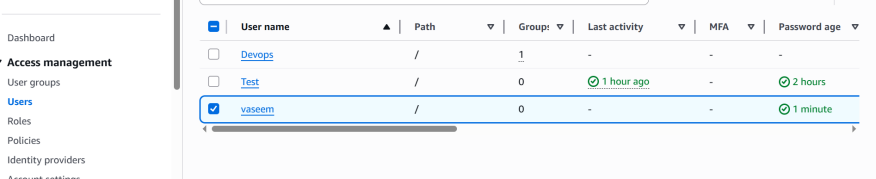 User name Path Groups Last activity MFA Password age
Dashboard
Devops / 1 - - -
Access management
User groups
Test / 0 1 hour ago - 2 hours
Users
vaseem / 0 - - 1 minute
Roles
Policies
Identity providers
Account settings